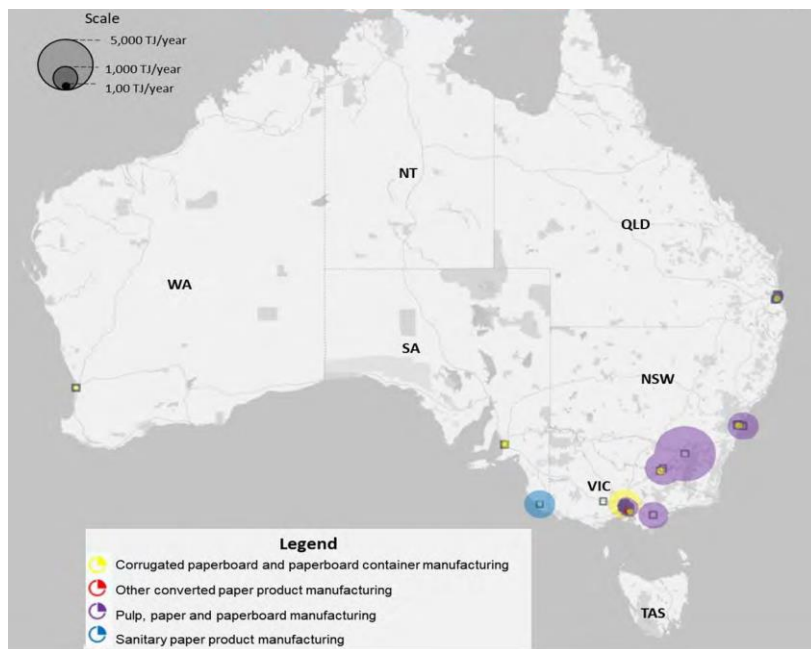 Scale
5,000 TJ/year
1,000 TJ/year
1,00 TJ/year
NT
QLD
WA
SA
NSW
VIC
TAS
Legend
Corrugated paperboard and paperboard container manufacturing
Other converted paper product manufacturing
Pulp, paper and paperboard manufacturing
Sanitary paper product manufacturing